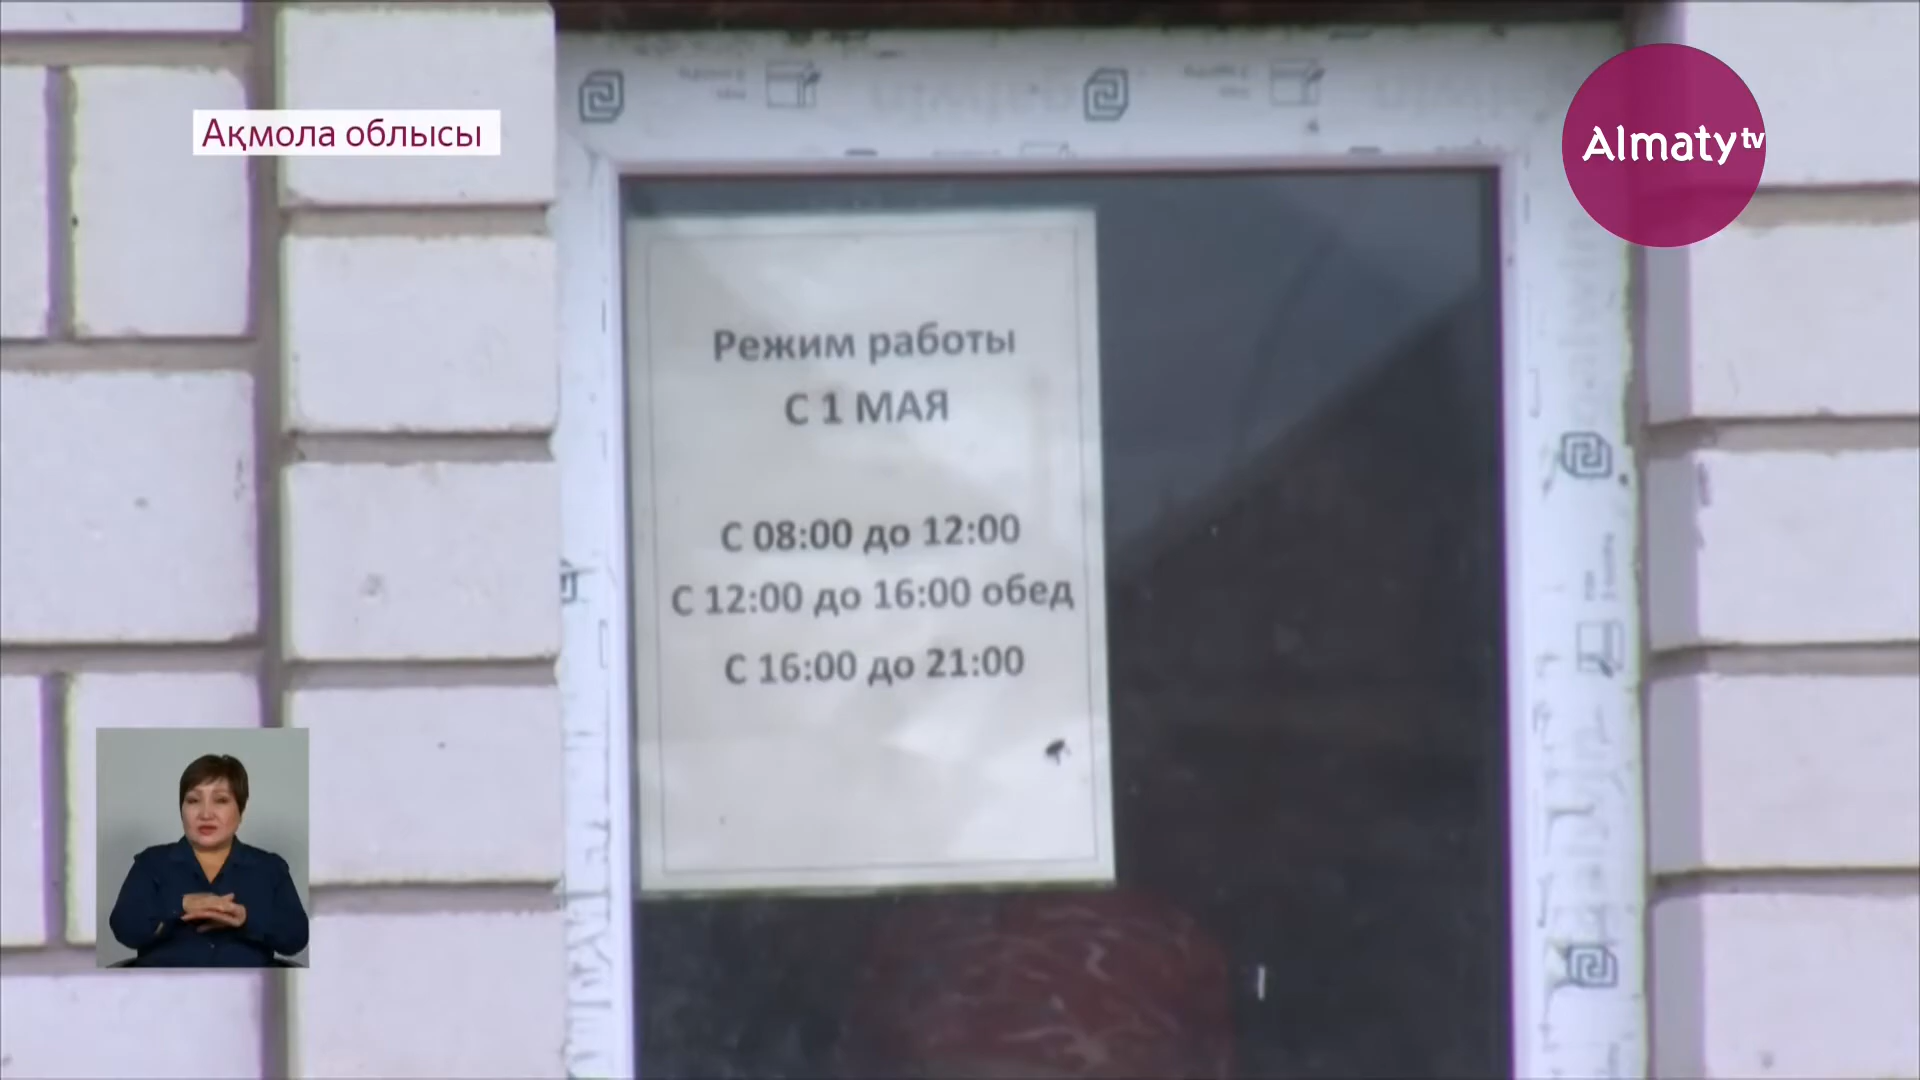 Ақмола облысы
Almaty tv
Режим работы
С 1 МАЯ
С 08:00 до 12:00
С 12:00 до 16:00 обед
С 16:00 до 21:00